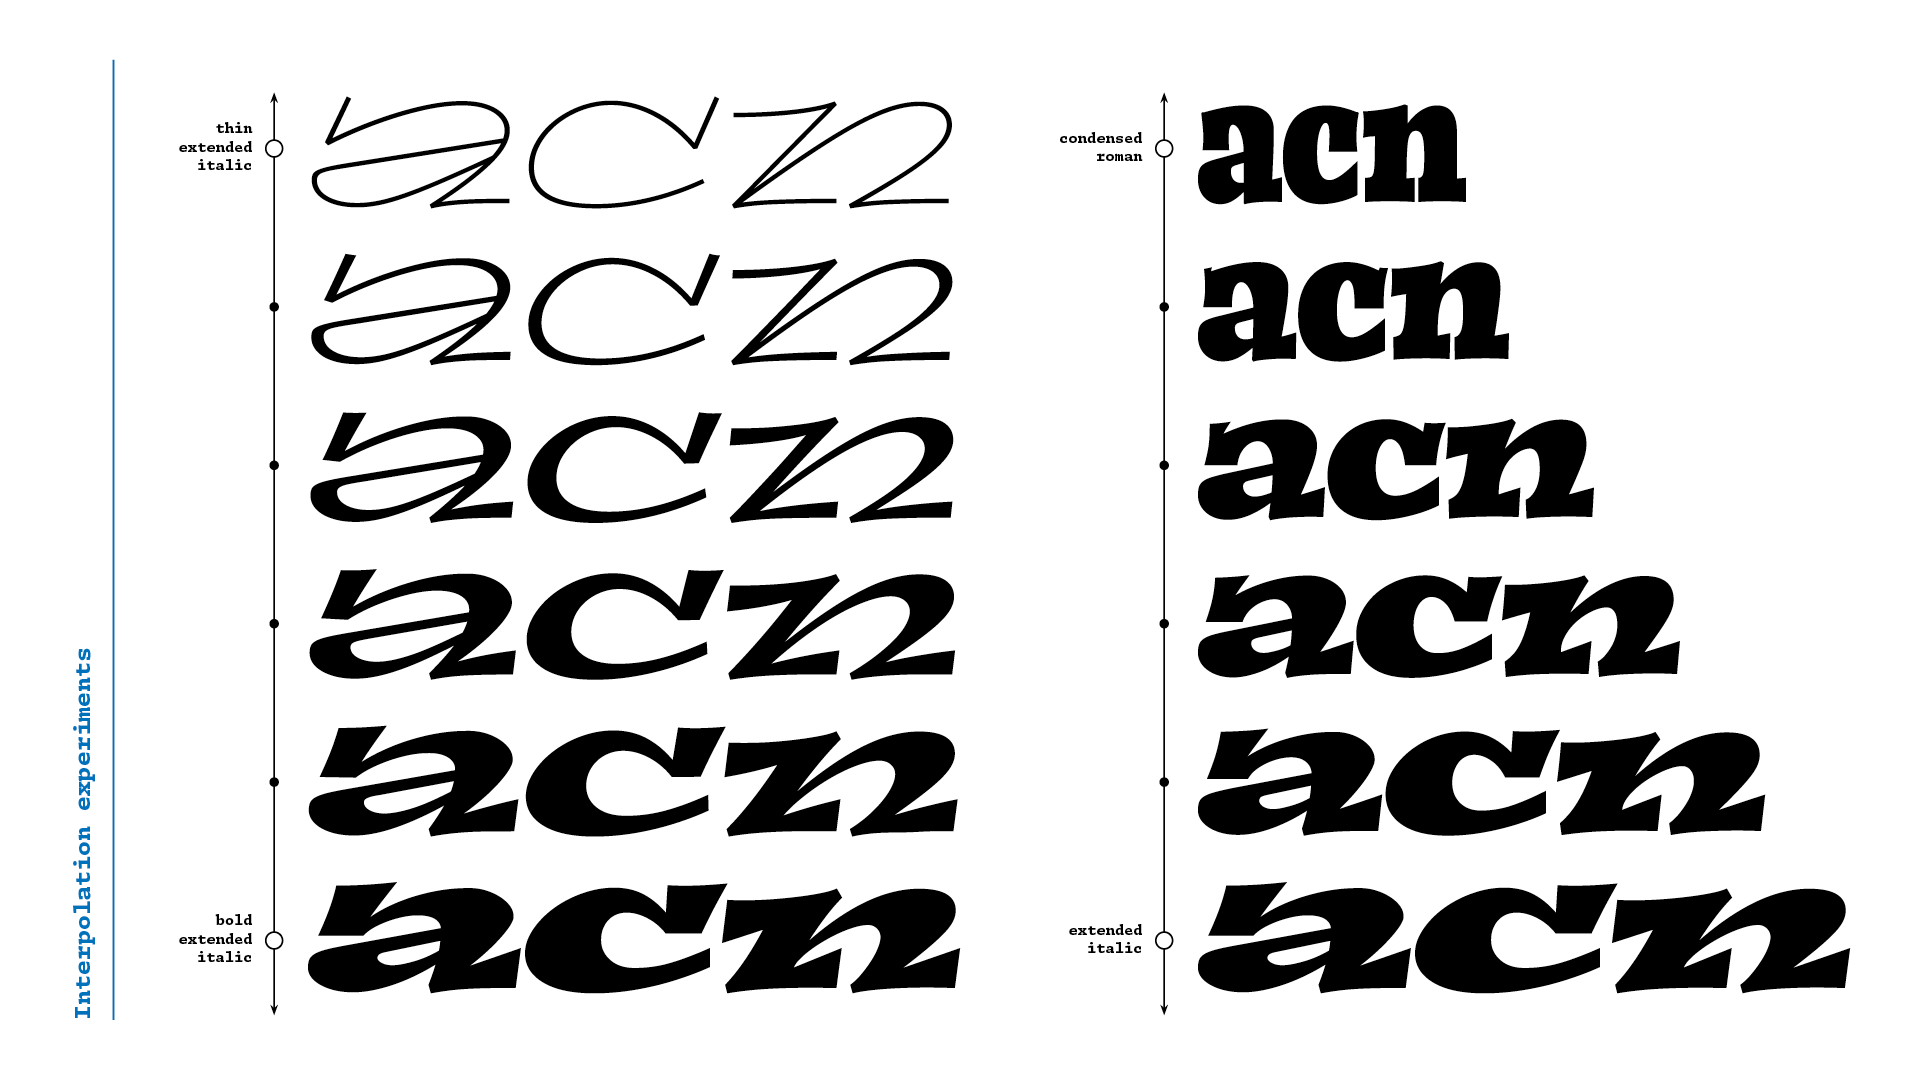 Interpolation experiments
thin
extended
italic
acn
acn
acn
acn
acn
bold
extended
italic
acn
condensed
roman
acn
acn
acn
acn
acn
extended
italic
acn